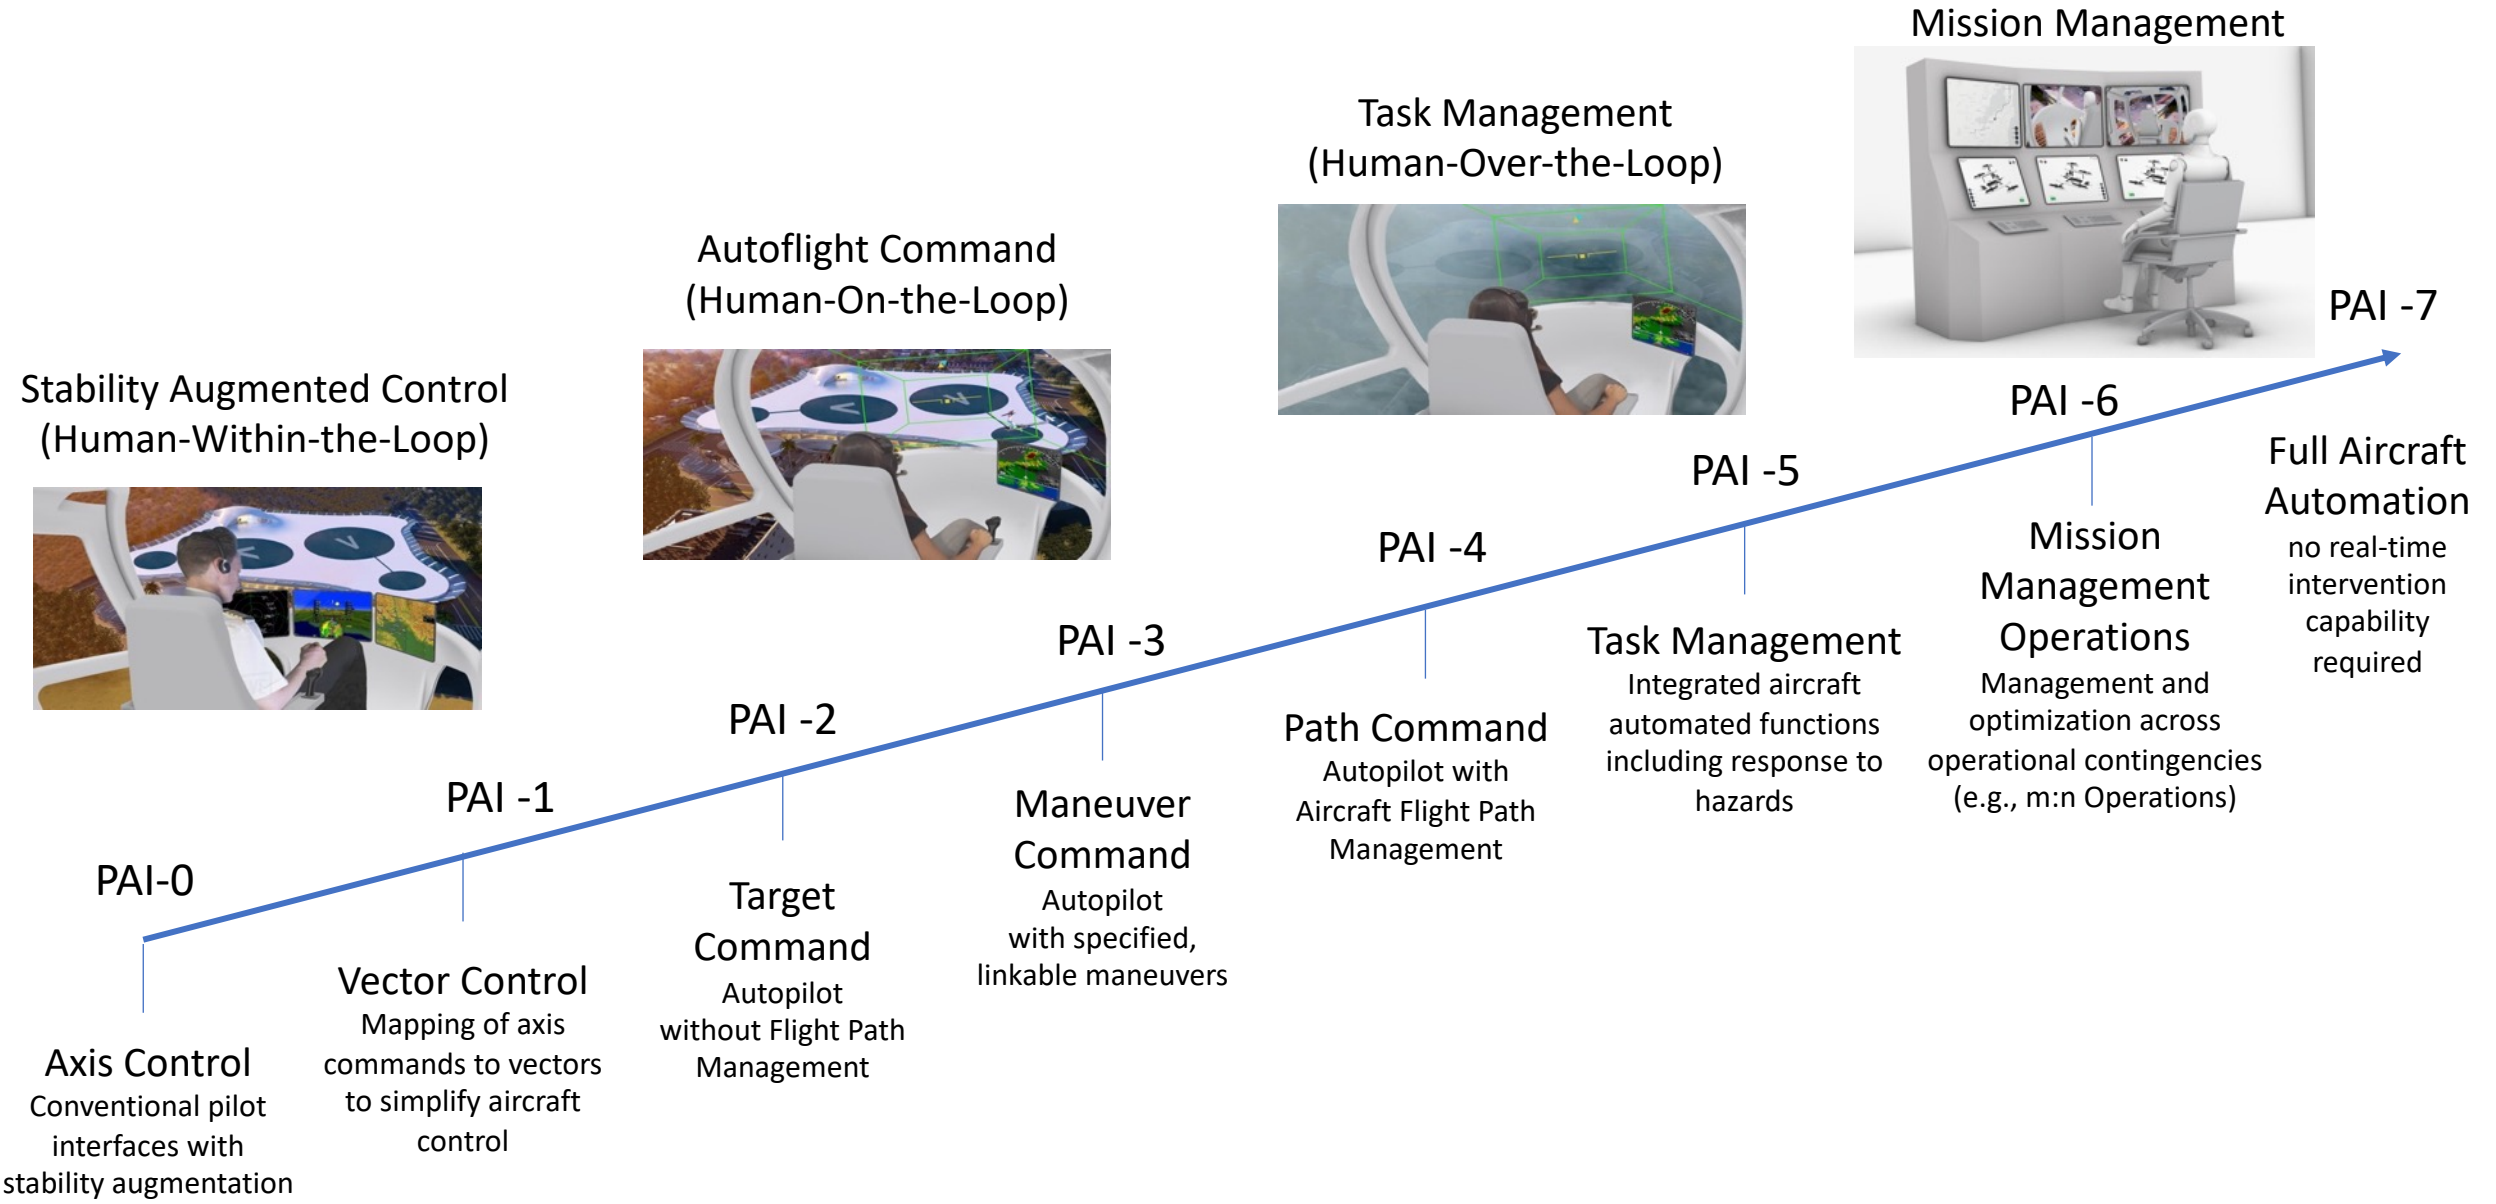 Mission Management
Task Management
(Human-Over-the-Loop)
Autoflight Command
(Human-On-the-Loop)
Stability Augmented Control
(Human-Within-the-Loop)
PAI-0
Axis Control
Conventional pilot
interfaces with
stability augmentation
PAI -1
Vector Control
Mapping of axis
commands to vectors
to simplify aircraft
control
PAI -2
Target
Command
Autopilot
without Flight Path
Management
PAI -3
Maneuver
Command
Autopilot
with specified,
linkable maneuvers
PAI -4
Path Command
Autopilot with
Aircraft Flight Path
Management
PAI -5
Task Management
Integrated aircraft
automated functions
including response to
hazards
PAI -6
Mission
Management
Operations
Management and
optimization across
operational contingencies
(e.g., m:n Operations)
PAI -7
Full Aircraft
Automation
no real-time
intervention
capability
required